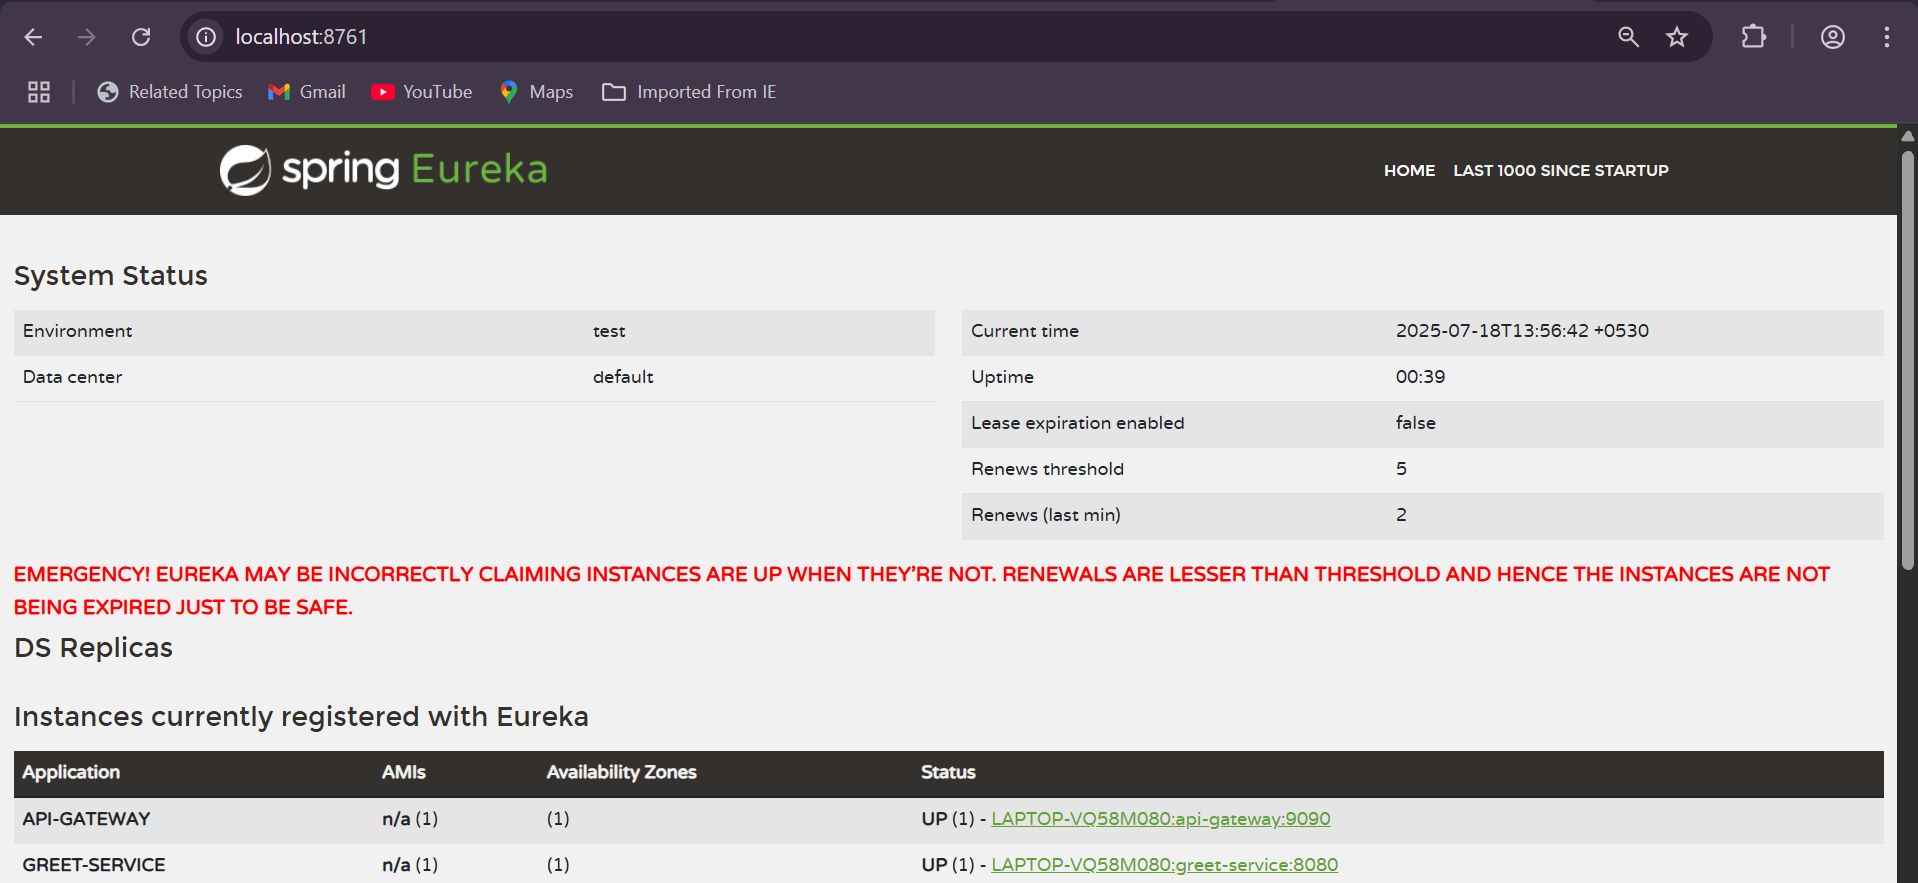 localhost:8761
Related Topics Gmail YouTube Maps Imported From IE
spring Eureka HOME LAST 1000 SINCE STARTUP
System Status
Environment test
Data center default
Current time 2025-07-18T13:56:42 +0530
Uptime 00:39
Lease expiration enabled false
Renews threshold 5
Renews (last min) 2
EMERGENCY! EUREKA MAY BE INCORRECTLY CLAIMING INSTANCES ARE UP WHEN THEY'RE NOT. RENEWALS ARE LESSER THAN THRESHOLD AND HENCE THE INSTANCES ARE NOT
BEING EXPIRED JUST TO BE SAFE.
DS Replicas
Instances currently registered with Eureka
Application AMIs Availability Zones Status
API-GATEWAY n/a (1) (1) UP (1) - LAPTOP-VQ58M080:api-gateway:9090
GREET-SERVICE n/a (1) (1) UP (1) - LAPTOP-VQ58M080:greet-service:8080